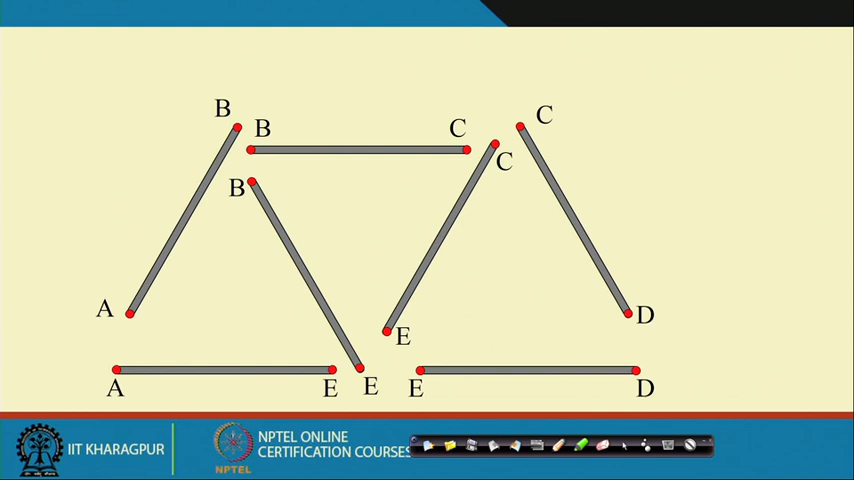 B
B
C
C
C
B
A
D
E
A
E
E
E
D
IIT KHARAGPUR
NPTEL
NPTEL ONLINE
CERTIFICATION COURSES